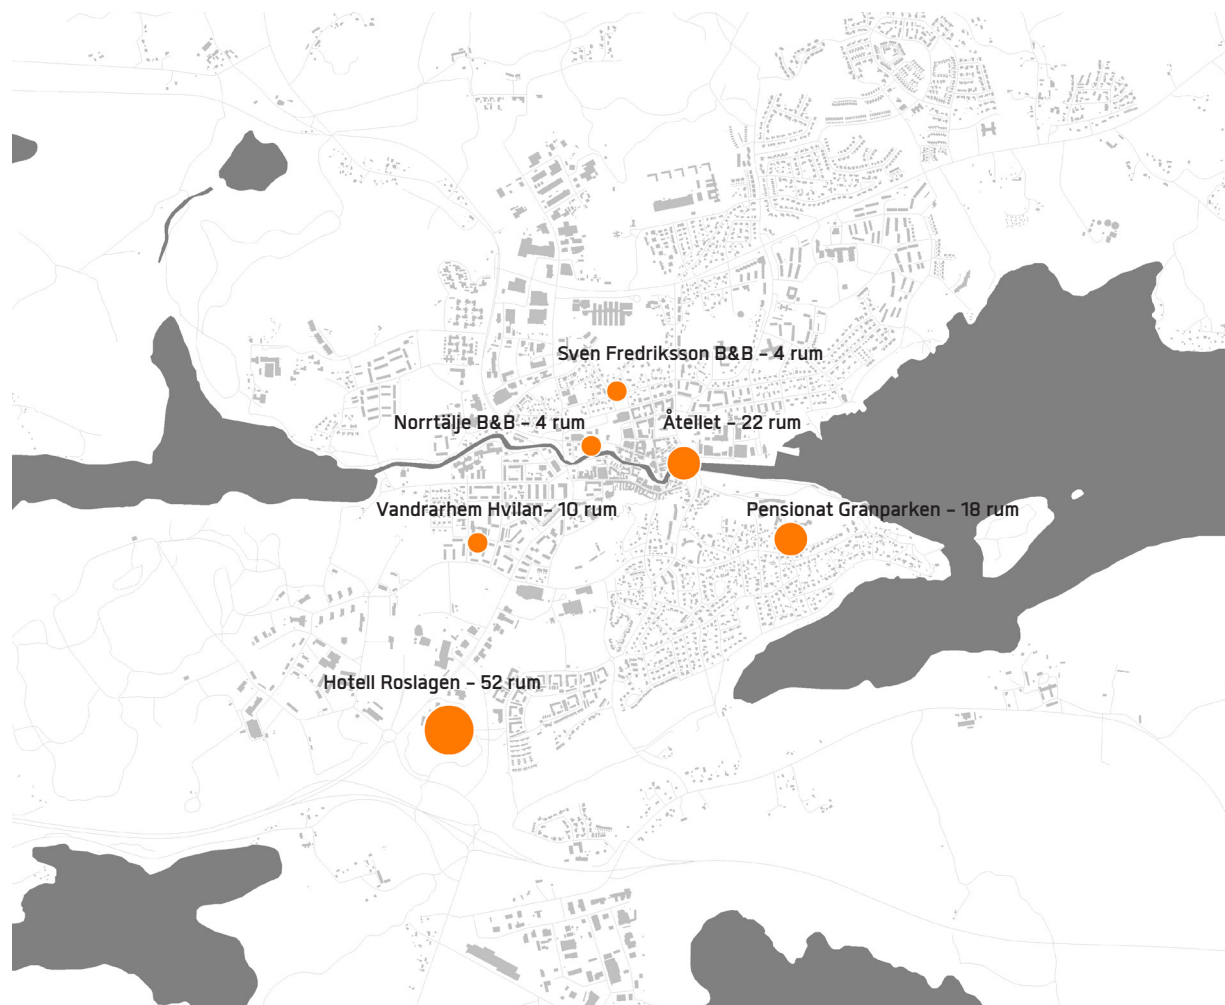 Sven Fredriksson B&B - 4 rum
Norrtälje B&B - 4 rum
Åtellet - 22 rum
Vandrarhem Hvilan- 10 rum
Pensionat Granparken - 18 rum
Hotell Roslagen - 52 rum